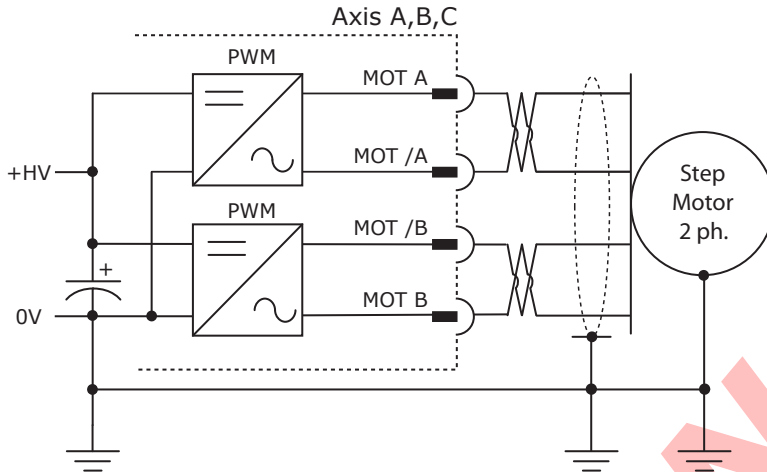 Axis A,B,C
PWM
MOT A
+HV
MOT /A
PWM
MOT /B
+
0V
MOT B
Step
Motor
2 ph.